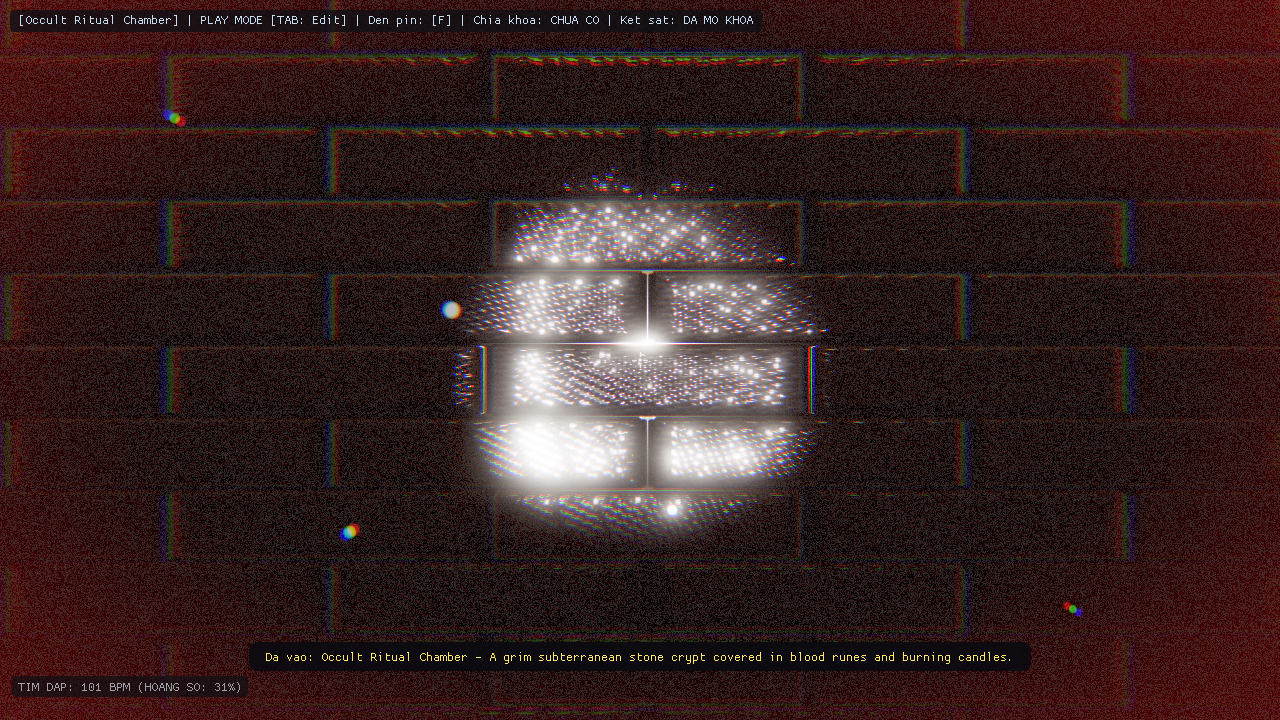 [Occult Ritual Chamber] | PLAY MODE [TAB: Edit] | Den pin: [F] | Chia khoa: CHUA CO | Ket sat: DA MO KHOA
Da vao: Occult Ritual Chamber - A grim subterranean stone crypt covered in blood runes and burning candles.
TIM DAP: 101 BPM (HOANG SO: 31%)